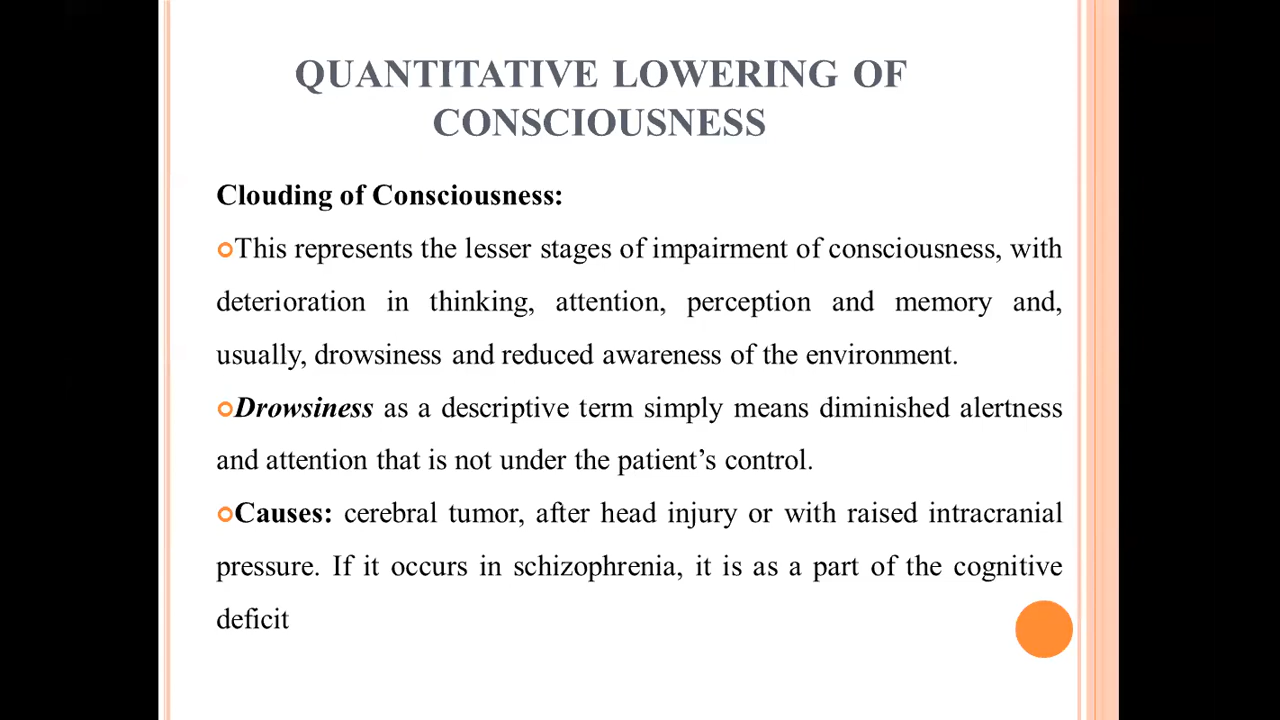 QUANTITATIVE LOWERING OF
CONSCIOUSNESS
Clouding of Consciousness:
This represents the lesser stages of impairment of consciousness, with
deterioration in thinking, attention, perception and memory and,
usually, drowsiness and reduced awareness of the environment.
Drowsiness as a descriptive term simply means diminished alertness
and attention that is not under the patient’s control.
Causes: cerebral tumor, after head injury or with raised intracranial
pressure. If it occurs in schizophrenia, it is as a part of the cognitive
deficit